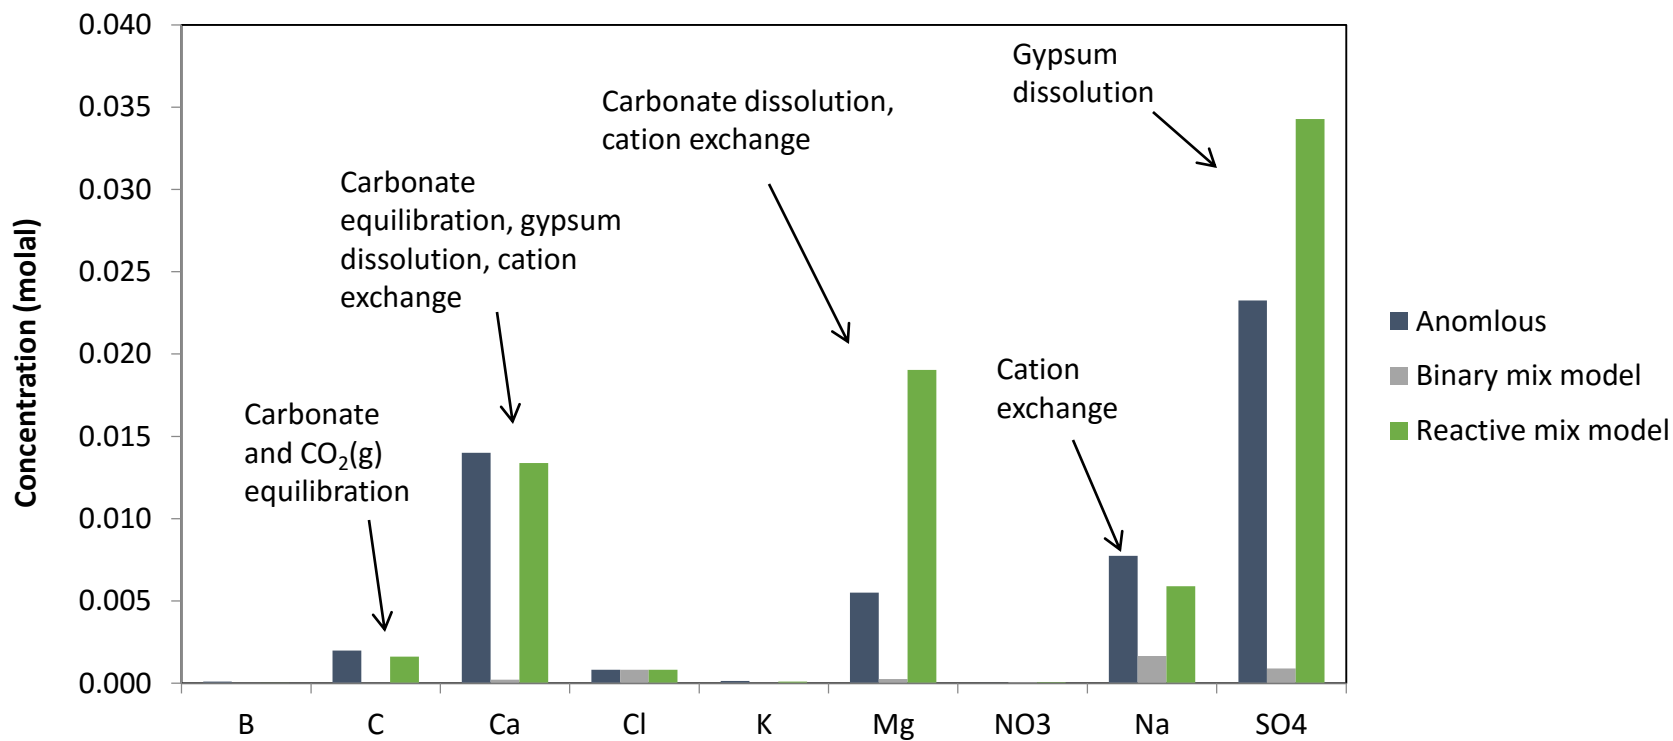 0.040
0.035
0.030
0.025
0.020
0.015
0.010
0.005
0.000
Concentration (molal)
Carbonate
and CO₂(g)
equilibration
Carbonate
equilibration, gypsum
dissolution, cation
exchange
Carbonate dissolution,
cation exchange
Cation
exchange
Gypsum
dissolution
B C Ca Cl K Mg NO3 Na SO4
Anomlous
Binary mix model
Reactive mix model